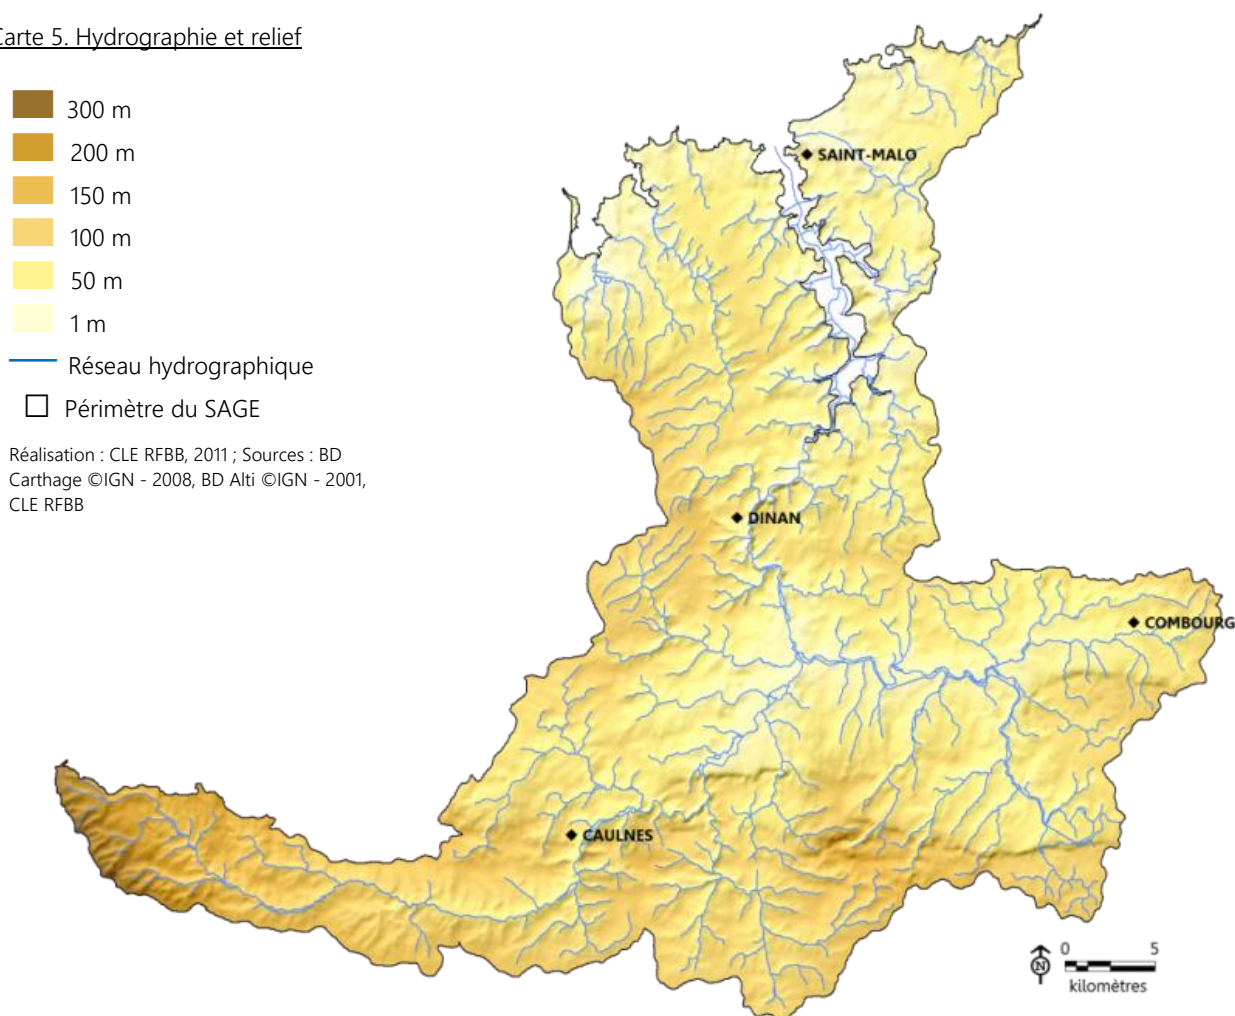 Carte 5. Hydrographie et relief
300 m
200 m
150 m
100 m
50 m
1 m
Réseau hydrographique
Périmètre du SAGE
Réalisation : CLE RFBB, 2011 ; Sources : BD
Carthage ©IGN - 2008, BD Alti ©IGN - 2001,
CLE RFBB
SAINT-MALO
DINAN
COMBOURG
CAULNES
N
0 5
kilomètres